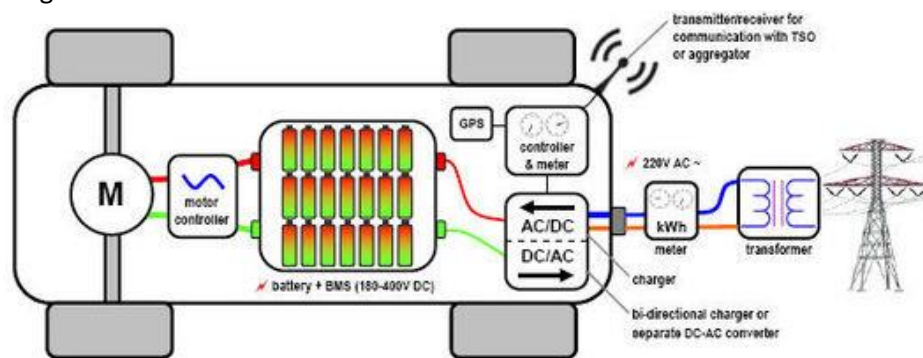 transmitter/receiver for
communication with TSO
or aggregator
GPS
controller
& meter
220V AC ~
M
motor
controller
AC/DC
DC/AC
kWh
meter
transformer
battery + BMS (180-400V DC)
charger
bi-directional charger or
separate DC-AC converter